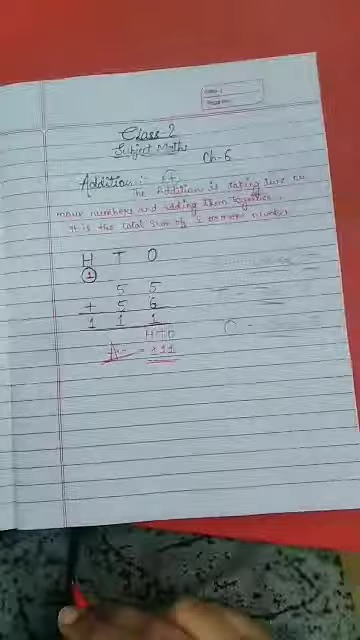 Class-2
Subject Maths
Ch-6
Addition :- [+]
The Addition is taking two or
more numbers and adding them together.
It is the total sum of 2 or more number
H T O
1
5 5
+ 5 6
1 1 1
H T O
111